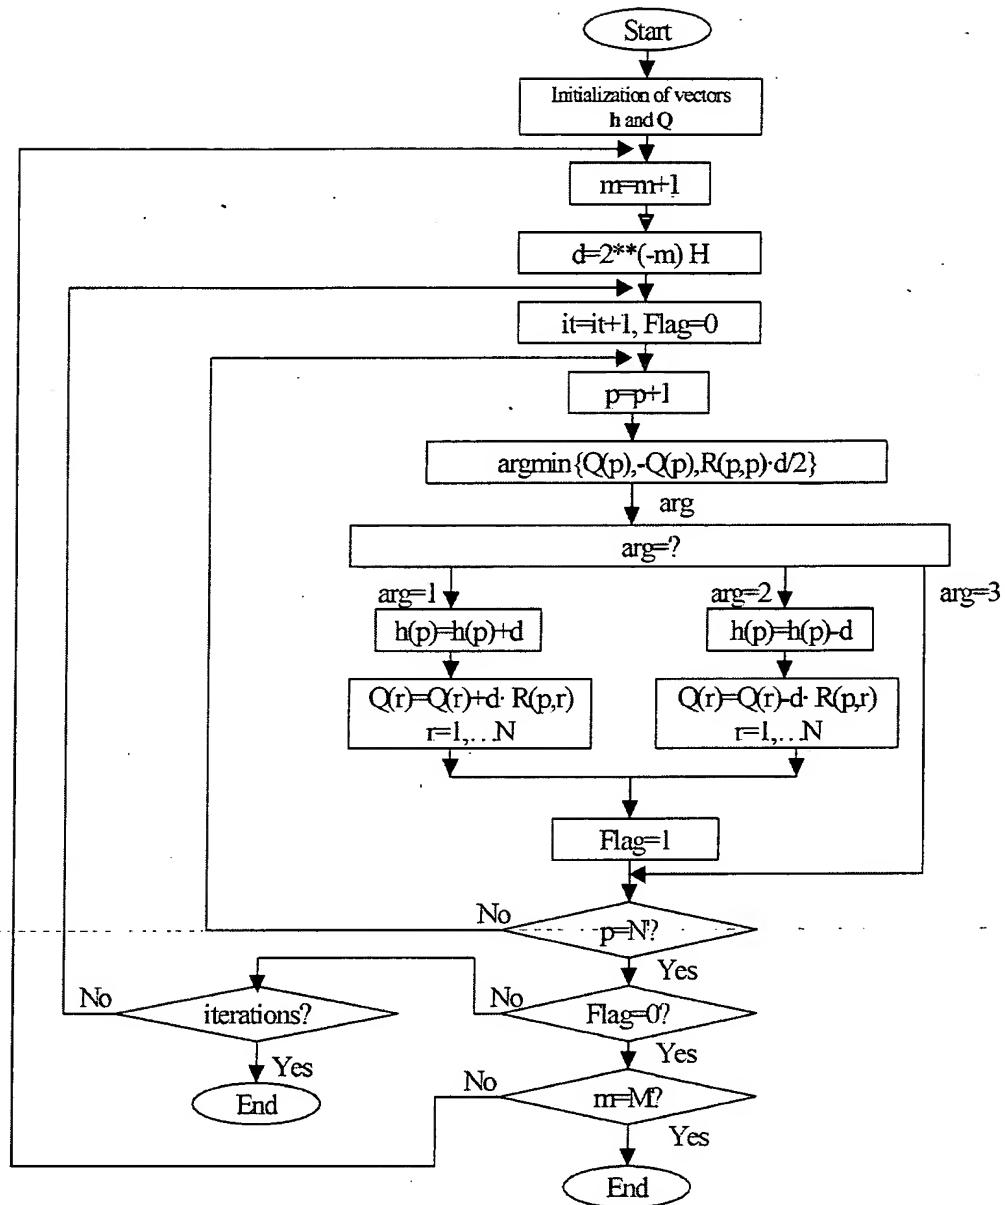 Start
Initialization of vectors
h and Q
m=m+1
d=2**(-m) H
it=it+1, Flag=0
p=p+1
argmin{Q(p),-Q(p),R(p,p)·d/2}
arg
arg=?
arg=1
arg=2
arg=3
h(p)=h(p)+d
h(p)=h(p)-d
Q(r)=Q(r)+d· R(p,r)
r=1,…N
Q(r)=Q(r)-d· R(p,r)
r=1,…N
Flag=1
No
p=N?
Yes
No
iterations?
No
Flag=0?
Yes
Yes
No
End
m=M?
Yes
End